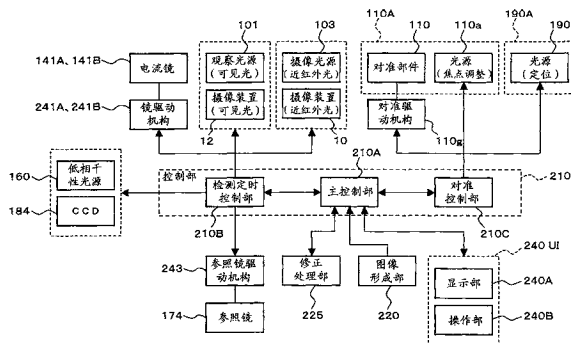 101
103
110A
110
110a
190A
190
141A、141B
电流镜
观察光源
(可见光)
摄像光源
(近红外光)
对准部件
光源
(焦点调整)
光源
(定位)
241A、241B
镜驱动
机构
摄像装置
(可见光)
摄像装置
(近红外光)
对准驱
动机构
12
10
110g
160
低相干
性光源
184
CCD
控制部
210A
210
检测定时
控制部
主控制部
对准
控制部
210B
210C
243
参照镜驱
动机构
修正
处理部
图像
形成部
240 UI
225
220
显示部
240A
174
参照镜
操作部
240B